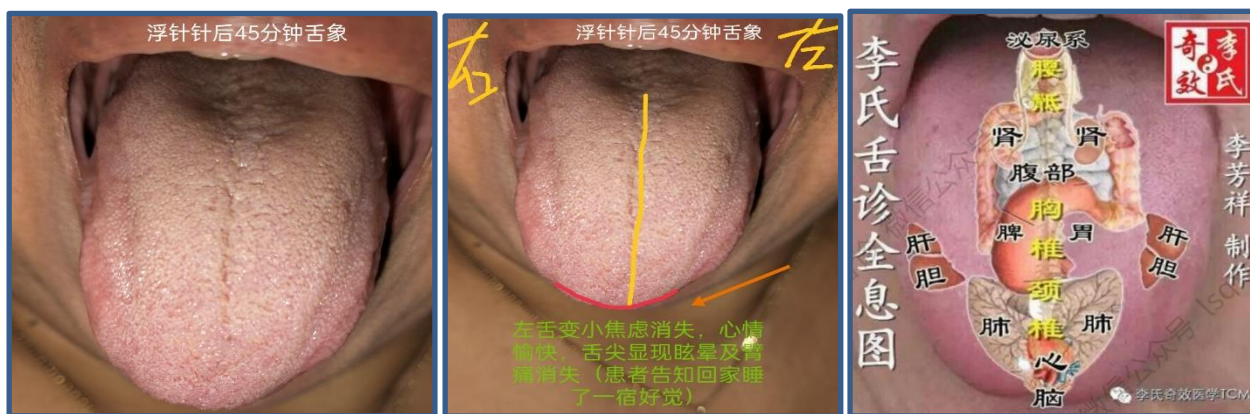 浮针针后45分钟舌象
浮针针后45分钟舌象
右
左
左舌变小焦虑消失,心情
愉快,舌尖显现眩晕及臂
痛消失(患者告知回家睡
了一宿好觉)
李氏舌诊全息图
泌尿系
腰
骶
肾 肾
腹部
胸
脾 胃
椎
肝 肝
胆 胆
颈
肺 肺
椎
心
脑
李氏
奇效
李芳祥 制作
李氏奇效医学TCM